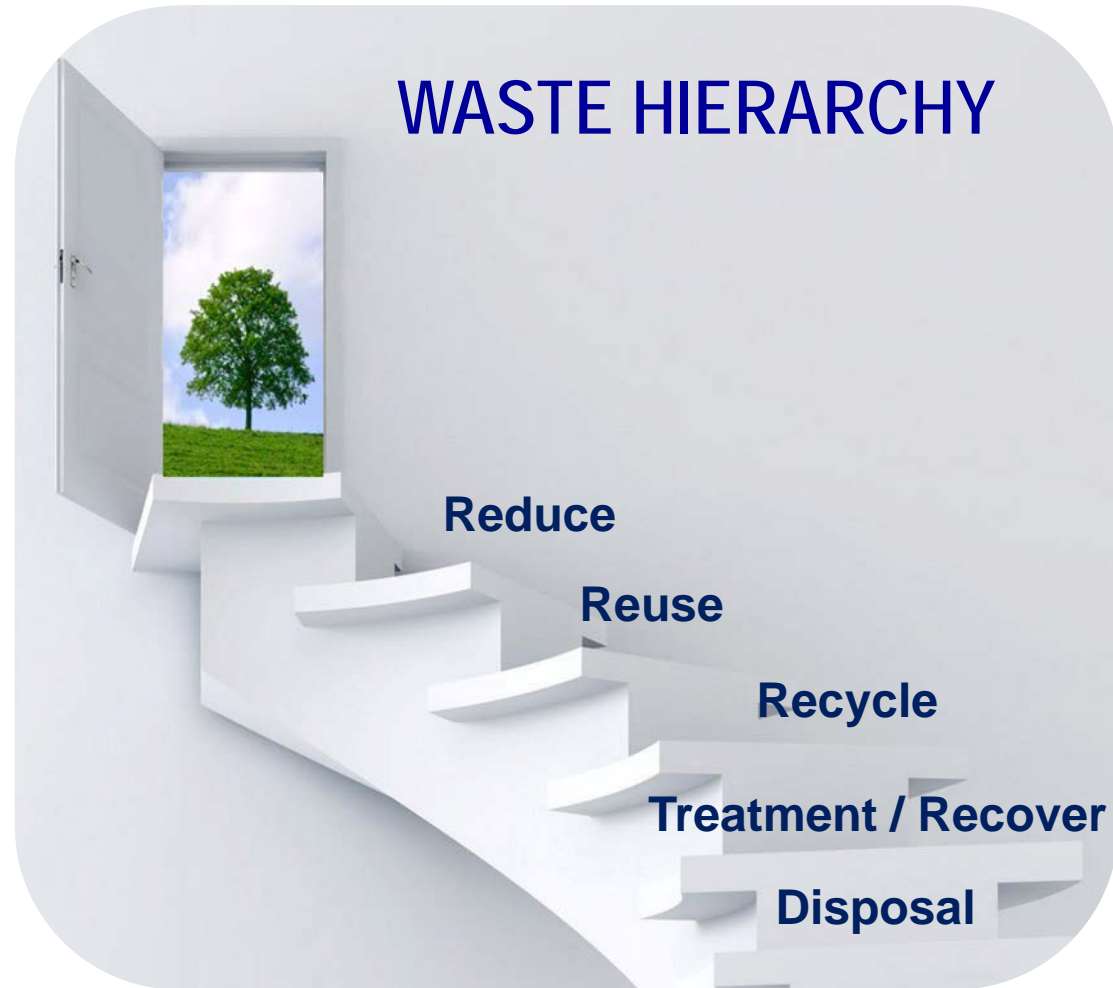 WASTE HIERARCHY
Reduce
Reuse
Recycle
Treatment / Recover
Disposal